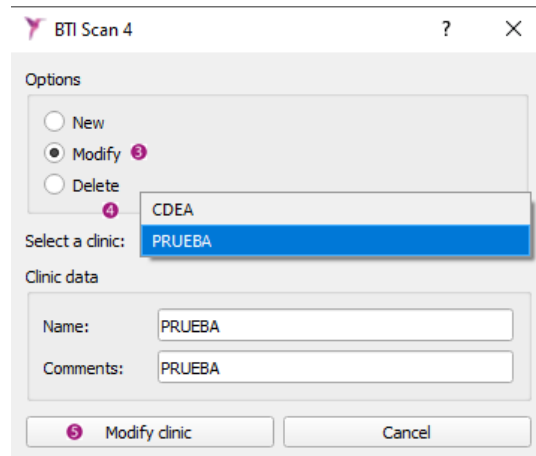 BTI Scan 4 ?
Options
New
Modify 3
Delete
4
CDEA
Select a clinic: PRUEBA
Clinic data
Name: PRUEBA
Comments: PRUEBA
5 Modify clinic Cancel